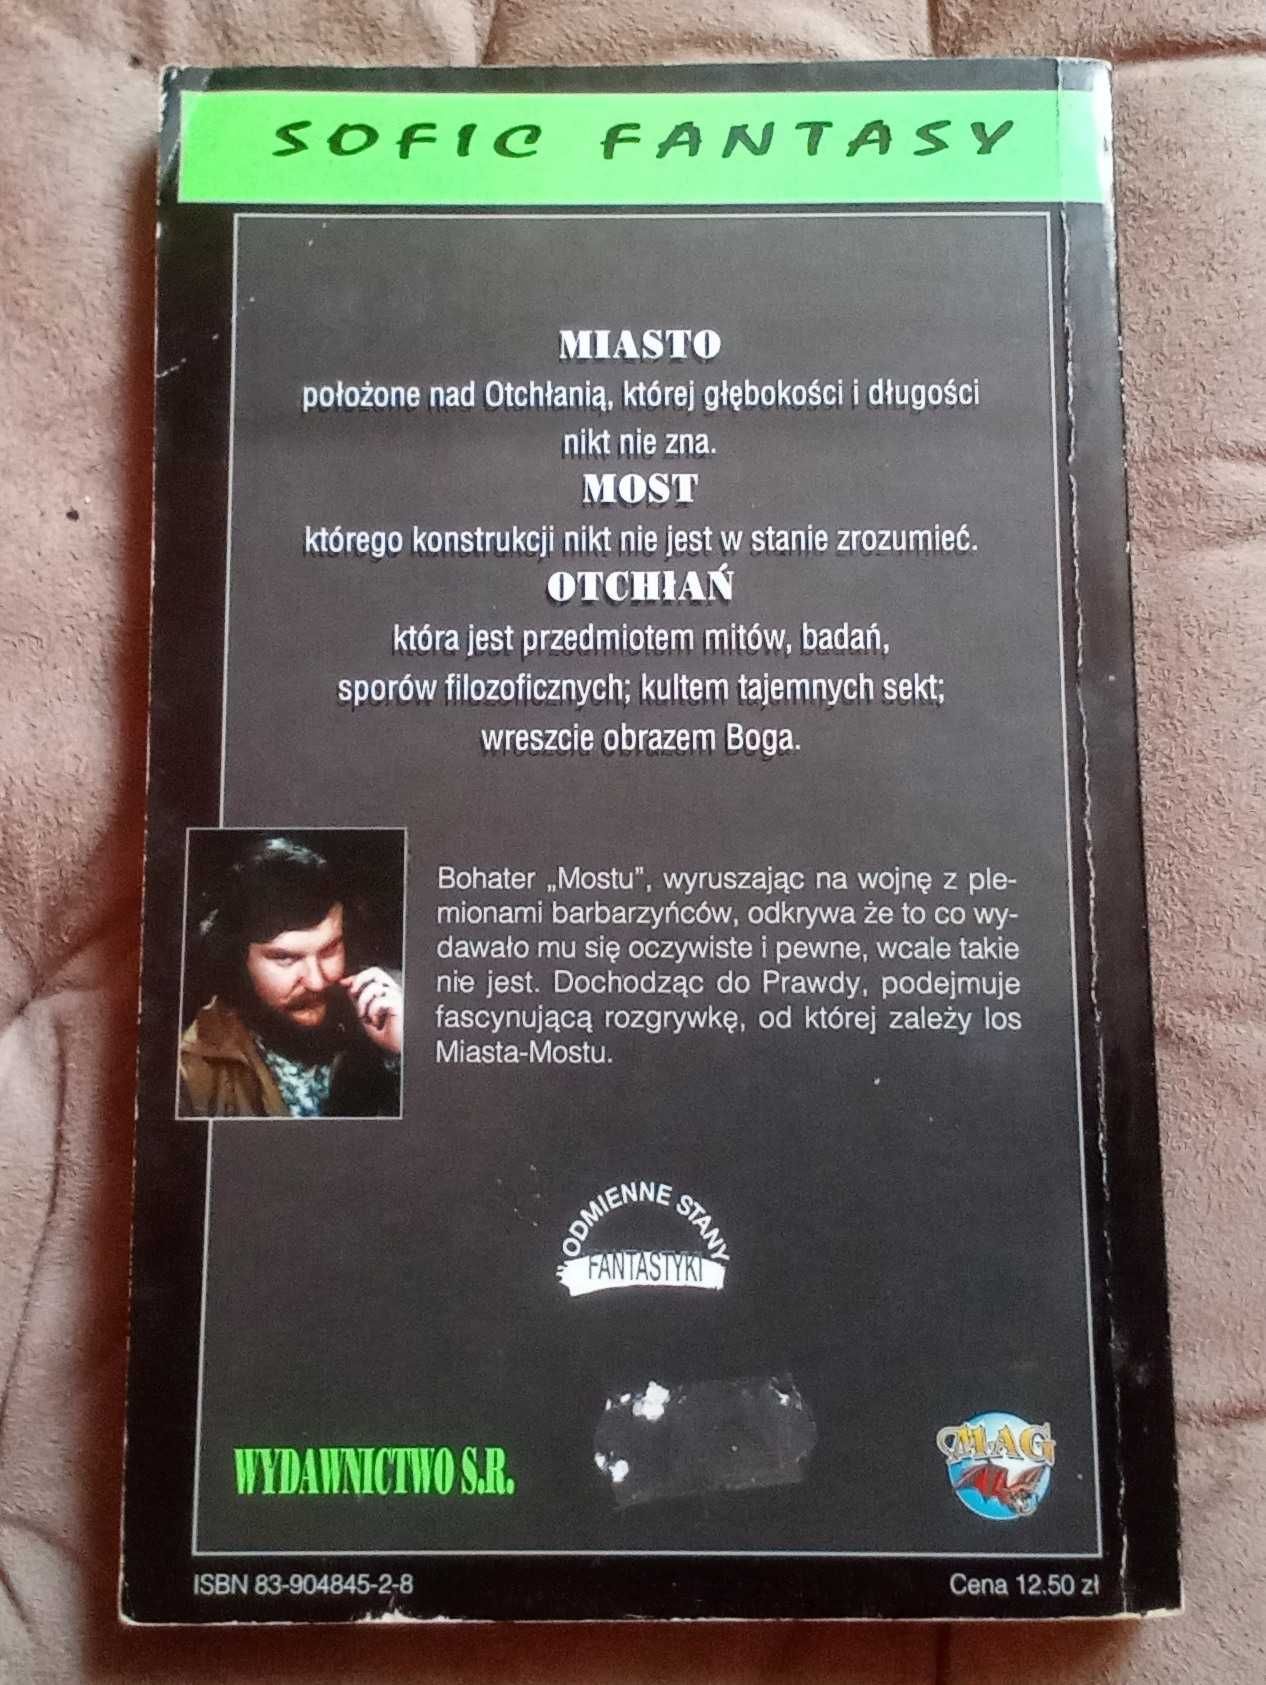 SOFIC FANTASY
MIASTO
położone nad Otchłanią, której głębokości i długości
nikt nie zna.
MOST
którego konstrukcji nikt nie jest w stanie zrozumieć.
OTCHłAŃ
która jest przedmiotem mitów, badań,
sporów filozoficznych; kultem tajemnych sekt;
wreszcie obrazem Boga.
Bohater „Mostu”, wyruszając na wojnę z ple-
mionami barbarzyńców, odkrywa że to co wy-
dawało mu się oczywiste i pewne, wcale takie
nie jest. Dochodząc do Prawdy, podejmuje
fascynującą rozgrywkę, od której zależy los
Miasta-Mostu.
ODMIENNE STANY
FANTASTYKI
WYDAWNICTWO S.R.
MAG
ISBN 83-904845-2-8
Cena 12.50 zł